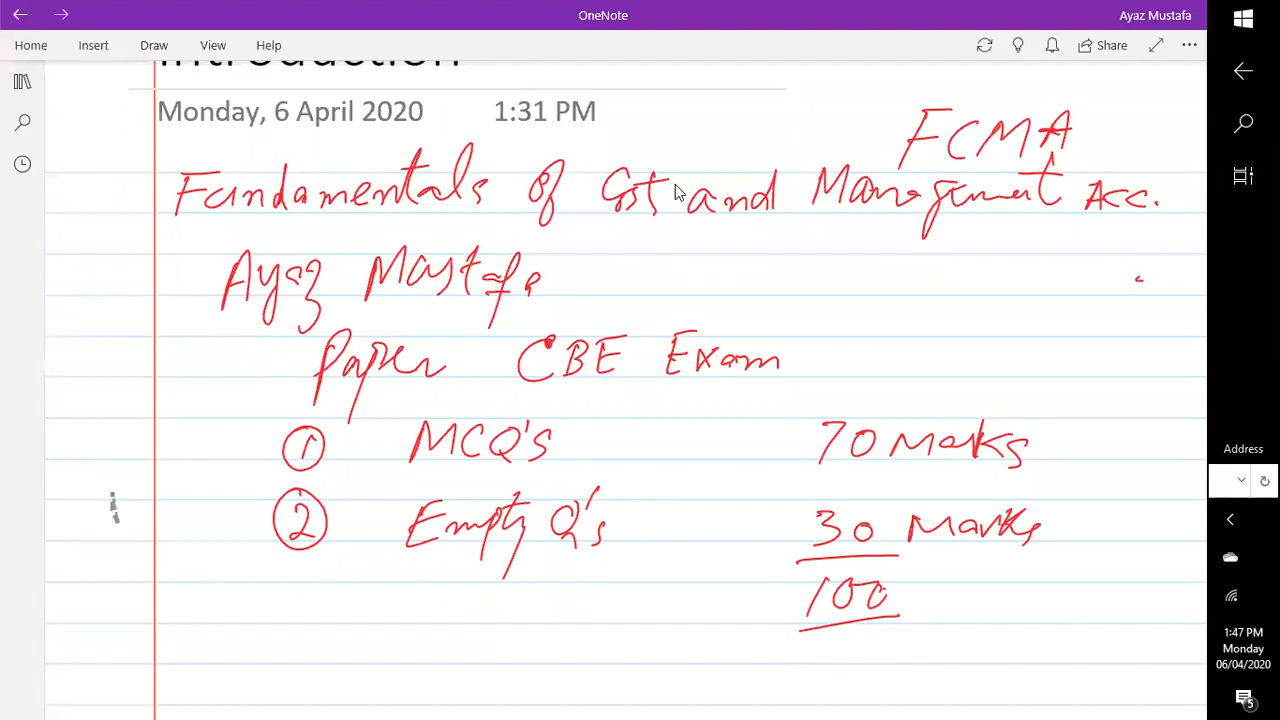 OneNote
Ayaz Mustafa
Home Insert Draw View Help
Share
Introduction
Monday, 6 April 2020 1:31 PM
FCMA
Fundamentals of Cost and Management Acc.
Ayaz Mustafa
Paper CBE Exam
1 MCQ's 70 Marks
2 Empty Q's 30 Marks
100
Address
1:47 PM
Monday
06/04/2020
5